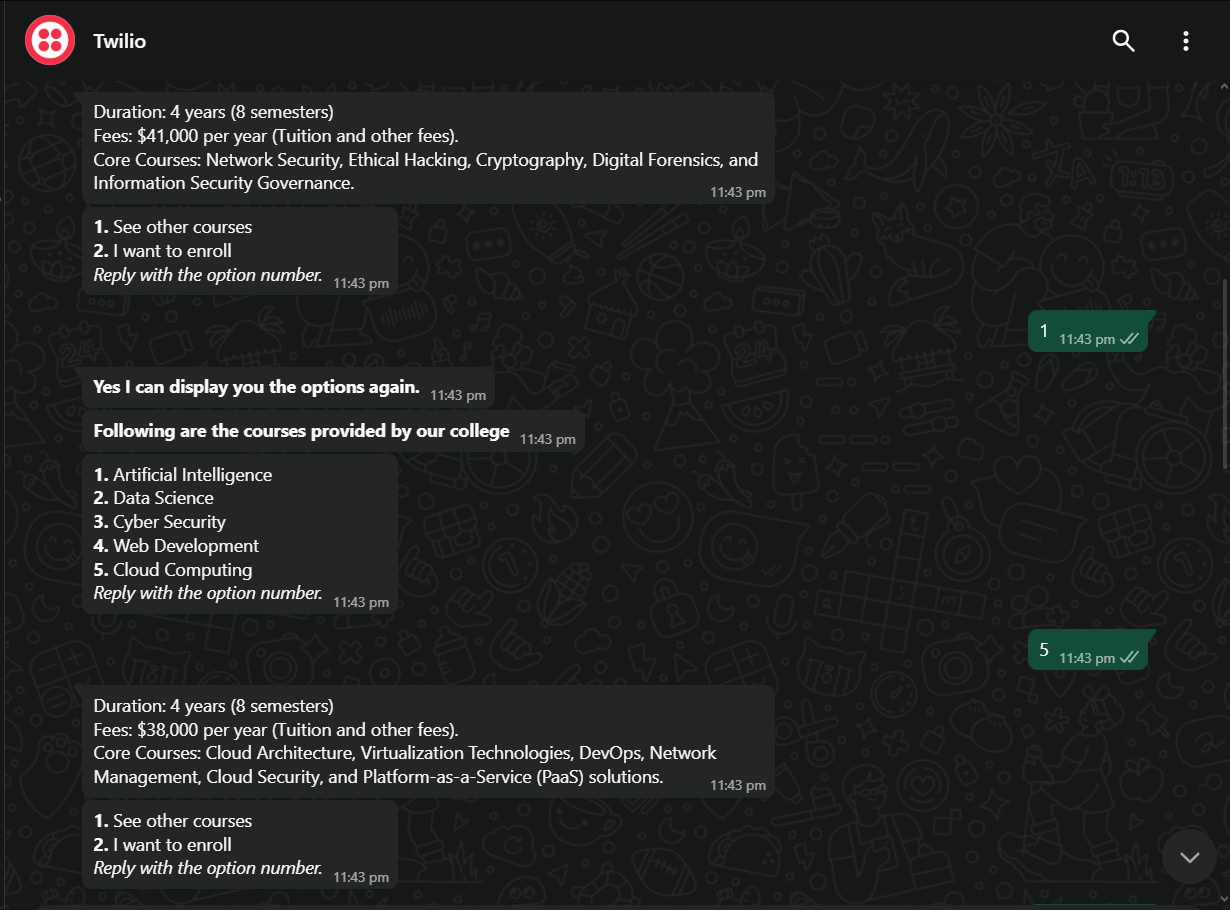 Twilio
Duration: 4 years (8 semesters)
Fees: $41,000 per year (Tuition and other fees).
Core Courses: Network Security, Ethical Hacking, Cryptography, Digital Forensics, and
Information Security Governance.
11:43 pm
1. See other courses
2. I want to enroll
Reply with the option number. 11:43 pm
1 11:43 pm
Yes I can display you the options again. 11:43 pm
Following are the courses provided by our college 11:43 pm
1. Artificial Intelligence
2. Data Science
3. Cyber Security
4. Web Development
5. Cloud Computing
Reply with the option number. 11:43 pm
5 11:43 pm
Duration: 4 years (8 semesters)
Fees: $38,000 per year (Tuition and other fees).
Core Courses: Cloud Architecture, Virtualization Technologies, DevOps, Network
Management, Cloud Security, and Platform-as-a-Service (PaaS) solutions. 11:43 pm
1. See other courses
2. I want to enroll
Reply with the option number. 11:43 pm